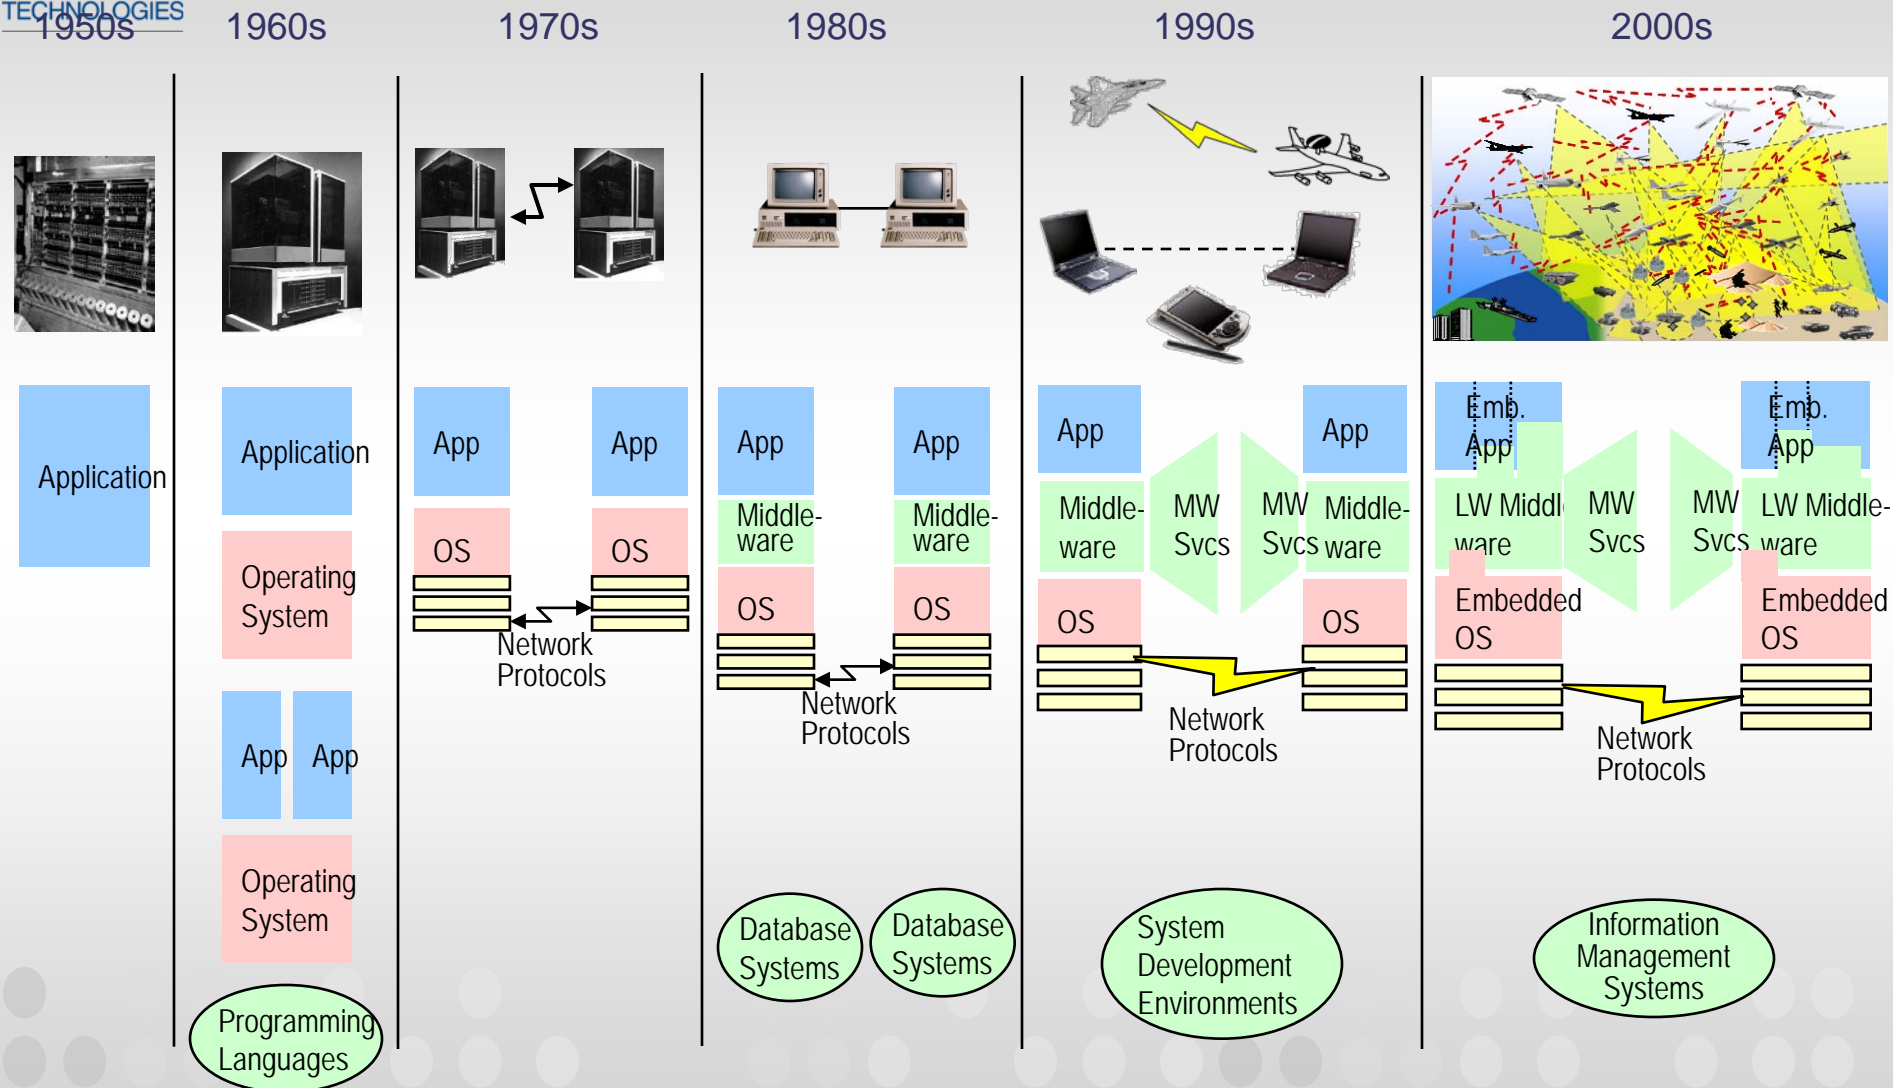 TECHNOLOGIES
1950s
1960s
1970s
1980s
1990s
2000s
Application
Application
Operating
System
App
App
Operating
System
Programming
Languages
App
App
OS
OS
Network
Protocols
App
App
Middle-
ware
Middle-
ware
OS
OS
Network
Protocols
Database
Systems
Database
Systems
App
App
Middle-
ware
MW
Svcs
MW
Svcs
Middle-
ware
OS
OS
Network
Protocols
System
Development
Environments
Emb.
App
Emb.
App
LW Middl
ware
MW
Svcs
MW
Svcs
LW Middle-
ware
Embedded
OS
Embedded
OS
Network
Protocols
Information
Management
Systems